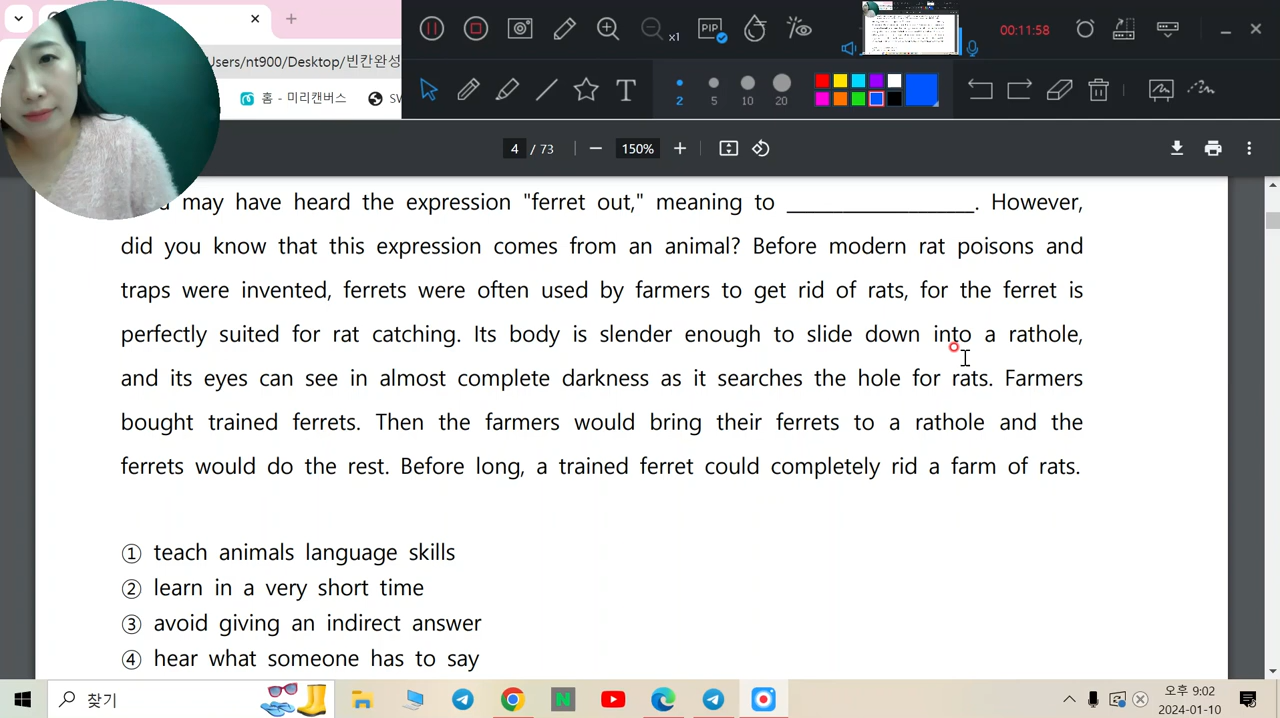 00:11:58
PIP
x1
sers/nt900/Desktop/빈칸완성
홈 - 미리캔버스
T
2 5 10 20
4 / 73
150%
may have heard the expression "ferret out," meaning to ____________________. However,
did you know that this expression comes from an animal? Before modern rat poisons and
traps were invented, ferrets were often used by farmers to get rid of rats, for the ferret is
perfectly suited for rat catching. Its body is slender enough to slide down into a rathole,
and its eyes can see in almost complete darkness as it searches the hole for rats. Farmers
bought trained ferrets. Then the farmers would bring their ferrets to a rathole and the
ferrets would do the rest. Before long, a trained ferret could completely rid a farm of rats.
① teach animals language skills
② learn in a very short time
③ avoid giving an indirect answer
④ hear what someone has to say
찾기
N
오후 9:02
2024-01-10